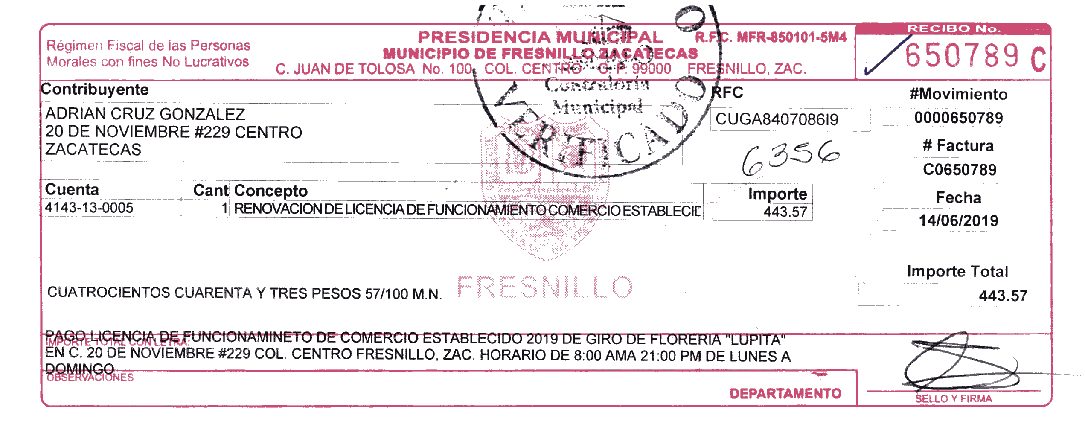 Régimen Fiscal de las Personas
Morales con fines No Lucrativos
PRESIDENCIA MUNICIPAL R.F.C. MFR-850101-5M4
MUNICIPIO DE FRESNILLO, ZACATECAS
C. JUAN DE TOLOSA No. 100, COL. CENTRO C.P. 99000 FRESNILLO, ZAC.
RECIBO No.
650789 C
Contraloría
Municipal
VERIFICADO
Contribuyente
ADRIAN CRUZ GONZALEZ
20 DE NOVIEMBRE #229 CENTRO
ZACATECAS
RFC
CUGA8407086I9
6356
#Movimiento
0000650789
# Factura
C0650789
Fecha
14/06/2019
Cuenta Cant Concepto Importe
4143-13-0005 1 RENOVACION DE LICENCIA DE FUNCIONAMIENTO COMERCIO ESTABLECID 443.57
Importe Total
443.57
FRESNILLO
CUATROCIENTOS CUARENTA Y TRES PESOS 57/100 M.N.
IMPORTE TOTAL CON LETRA
PAGO LICENCIA DE FUNCIONAMINETO DE COMERCIO ESTABLECIDO 2019 DE GIRO DE FLORERIA "LUPITA"
EN C. 20 DE NOVIEMBRE #229 COL. CENTRO FRESNILLO, ZAC. HORARIO DE 8:00 AMA 21:00 PM DE LUNES A
DOMINGO
OBSERVACIONES
DEPARTAMENTO
SELLO Y FIRMA